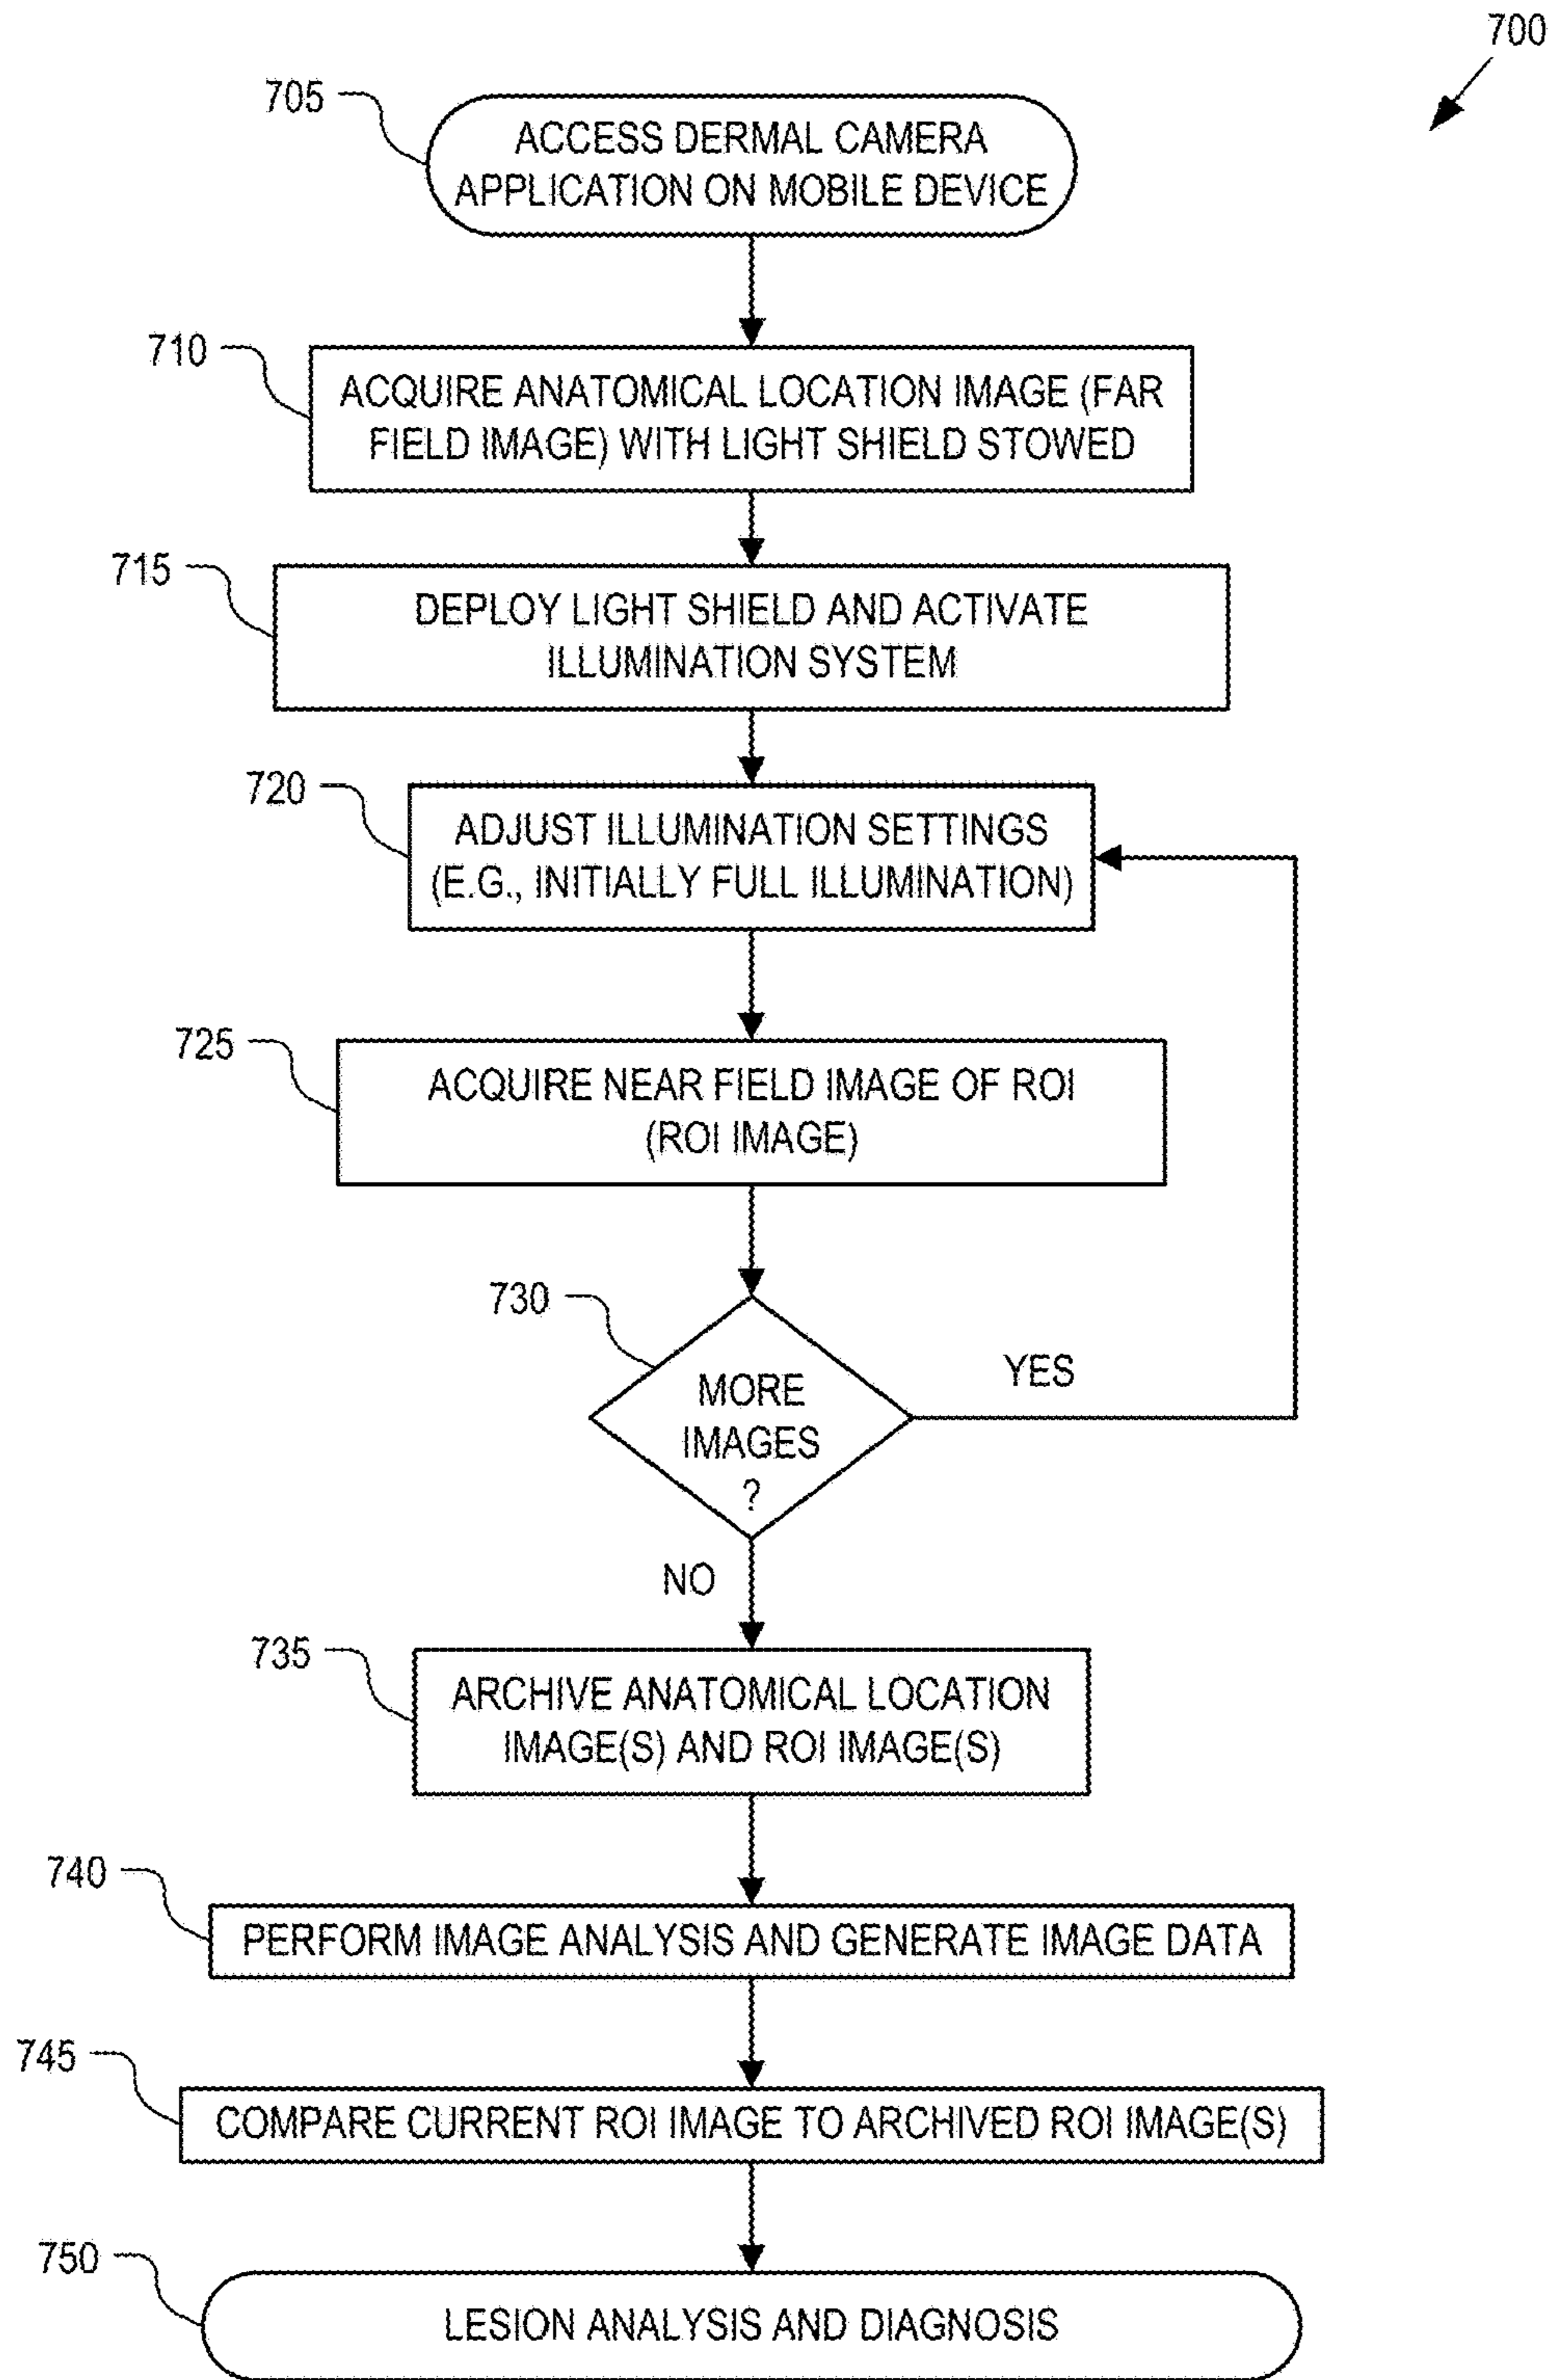 700
705
ACCESS DERMAL CAMERA
APPLICATION ON MOBILE DEVICE
710
ACQUIRE ANATOMICAL LOCATION IMAGE (FAR
FIELD IMAGE) WITH LIGHT SHIELD STOWED
715
DEPLOY LIGHT SHIELD AND ACTIVATE
ILLUMINATION SYSTEM
720
ADJUST ILLUMINATION SETTINGS
(E.G., INITIALLY FULL ILLUMINATION)
725
ACQUIRE NEAR FIELD IMAGE OF ROI
(ROI IMAGE)
730
MORE
IMAGES
?
YES
NO
735
ARCHIVE ANATOMICAL LOCATION
IMAGE(S) AND ROI IMAGE(S)
740
PERFORM IMAGE ANALYSIS AND GENERATE IMAGE DATA
745
COMPARE CURRENT ROI IMAGE TO ARCHIVED ROI IMAGE(S)
750
LESION ANALYSIS AND DIAGNOSIS